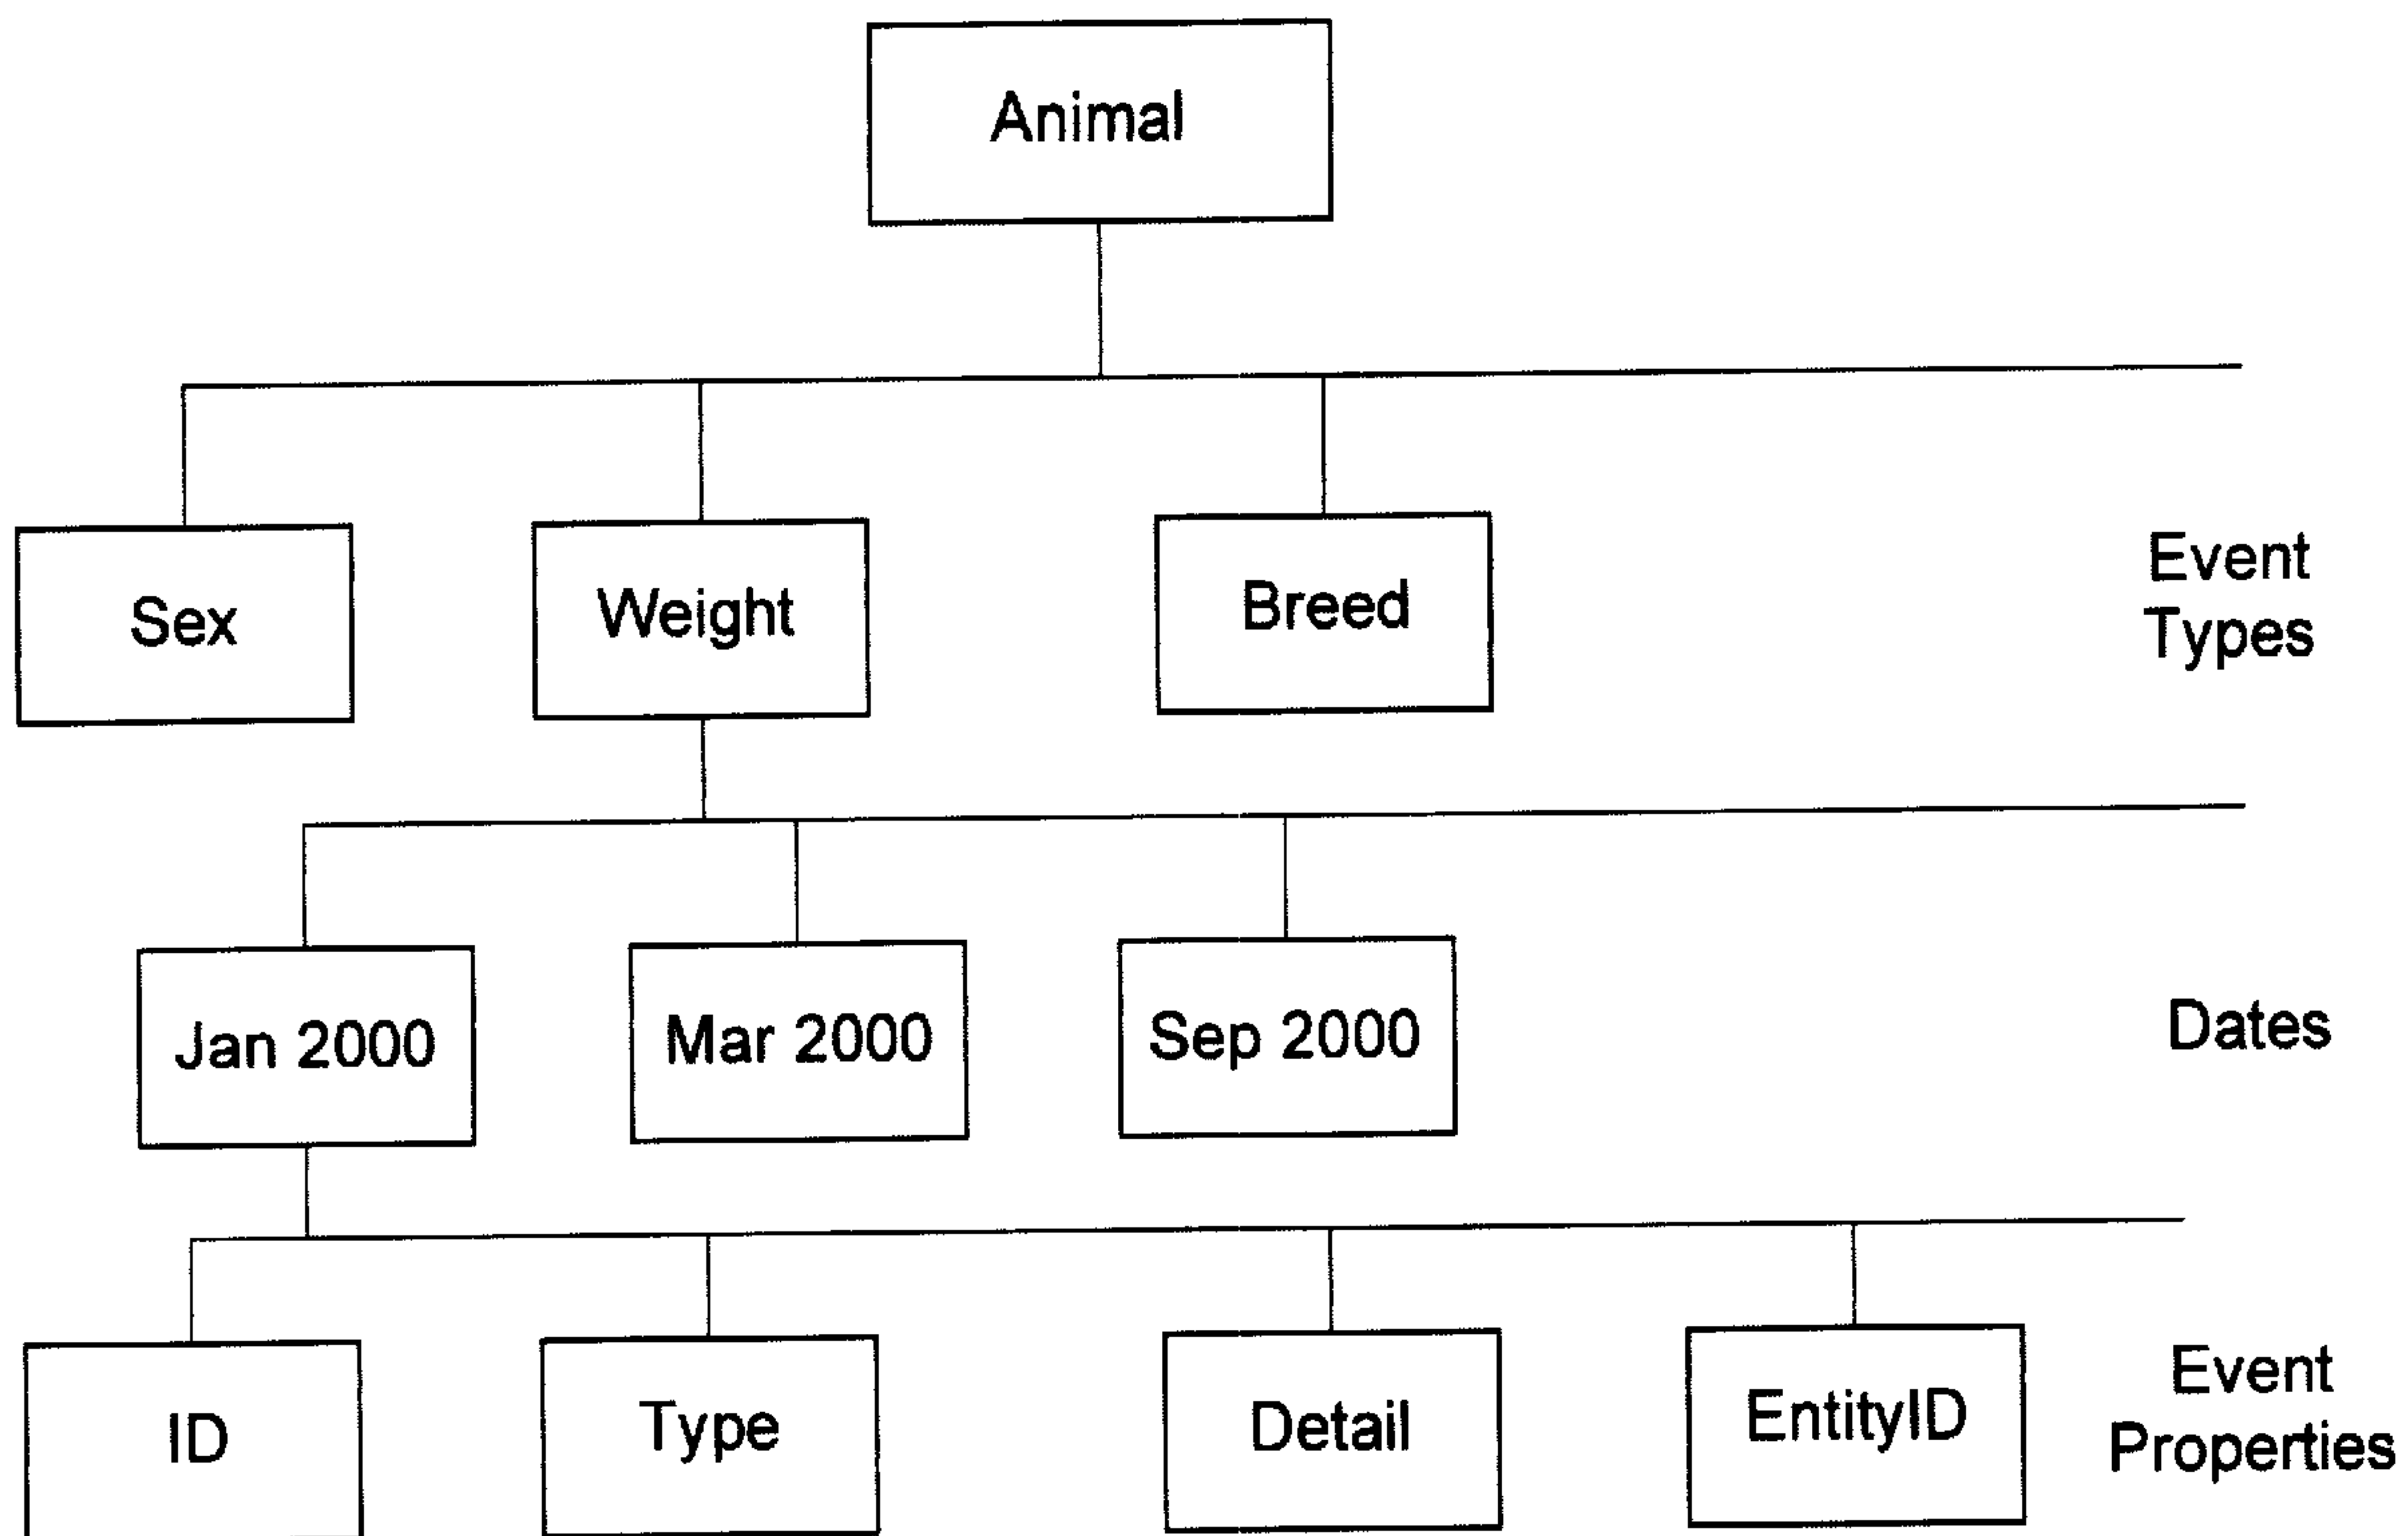 Animal
Sex
Weight
Breed
Event
Types
Jan 2000
Mar 2000
Sep 2000
Dates
ID
Type
Detail
EntityID
Event
Properties